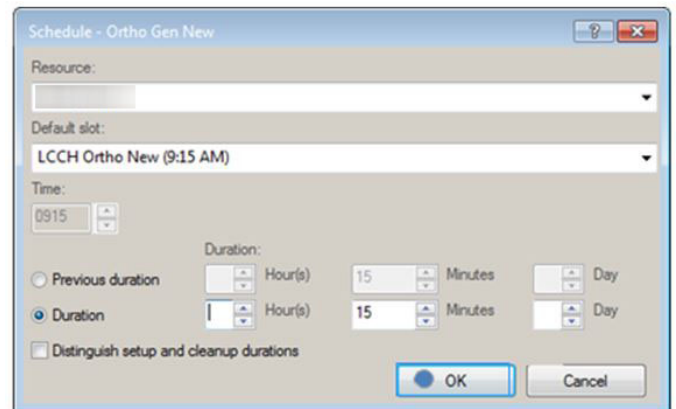 Schedule - Ortho Gen New
Resource:
Default slot:
LCCH Ortho New (9:15 AM)
Time:
0915
Duration:
Previous duration Hour(s) 15 Minutes Day
Duration Hour(s) 15 Minutes Day
Distinguish setup and cleanup durations
OK Cancel